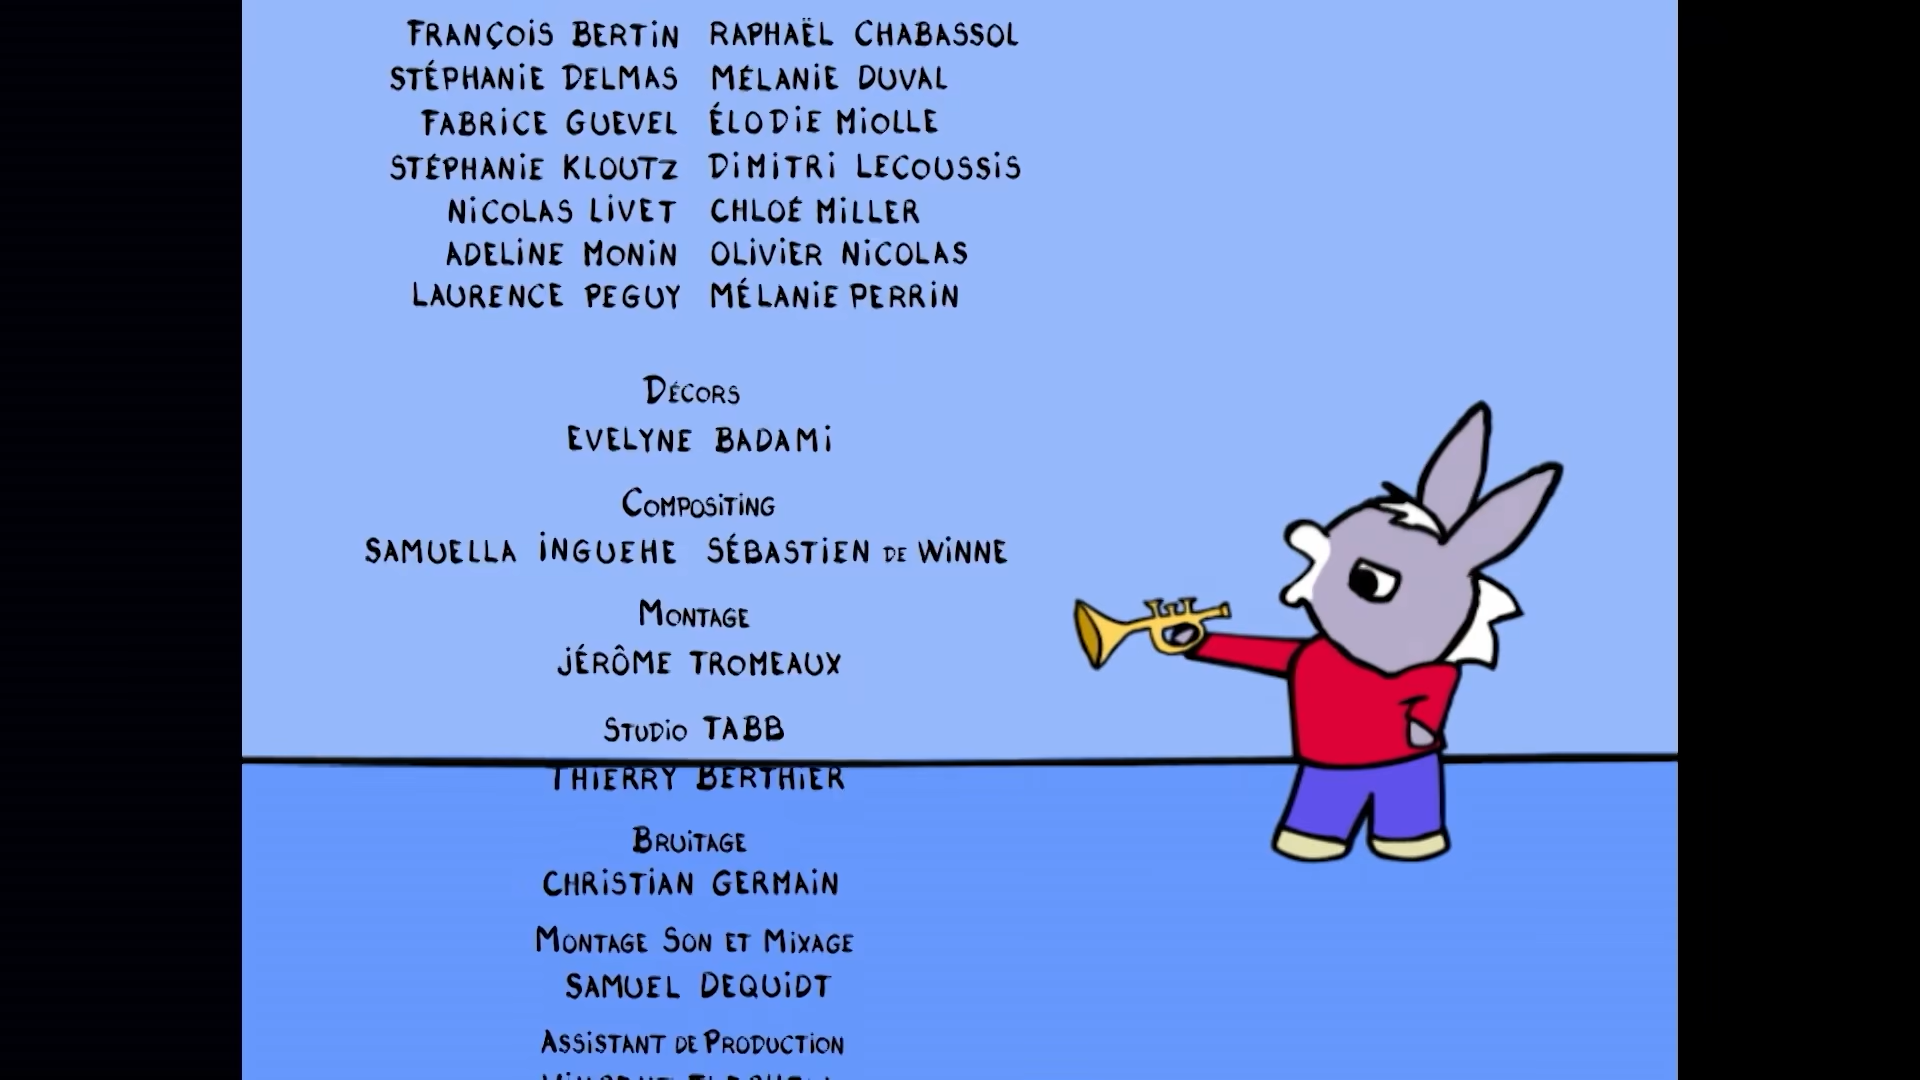 FRANÇOIS BERTIN RAPHAËL CHABASSOL
STÉPHANIE DELMAS MÉLANIE DUVAL
FABRICE GUEVEL ÉLODIE MIOLLE
STÉPHANIE KLOUTZ DIMITRI LECOUSSIS
NICOLAS LIVET CHLOÉ MILLER
ADELINE MONIN OLIVIER NICOLAS
LAURENCE PEGUY MÉLANIE PERRIN
DÉCORS
EVELYNE BADAMI
COMPOSITING
SAMUELLA INGUEHE SÉBASTIEN DE WINNE
MONTAGE
JÉRÔME TROMEAUX
STUDIO TABB
THIERRY BERTHIER
BRUITAGE
CHRISTIAN GERMAIN
MONTAGE SON ET MIXAGE
SAMUEL DEQUIDT
ASSISTANT DE PRODUCTION